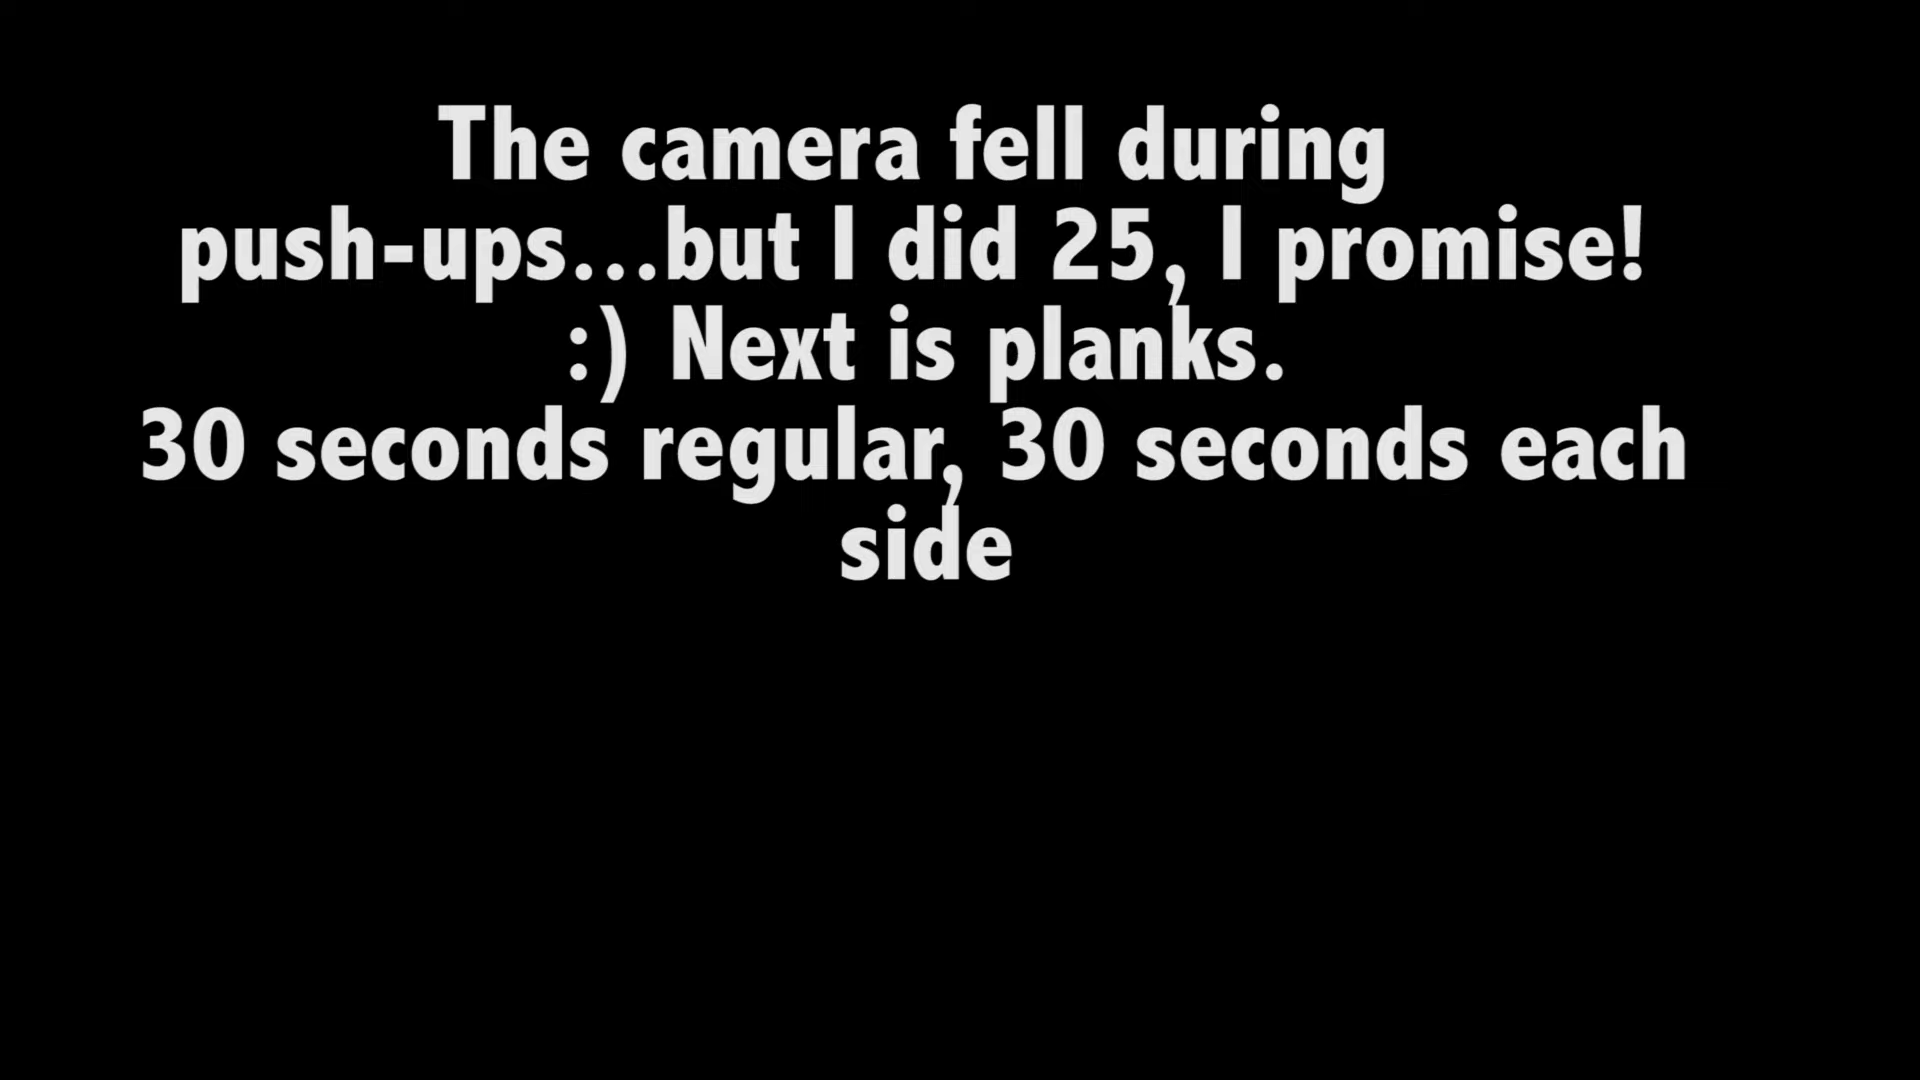 The camera fell during
push-ups...but I did 25, I promise!
:) Next is planks.
30 seconds regular, 30 seconds each
side